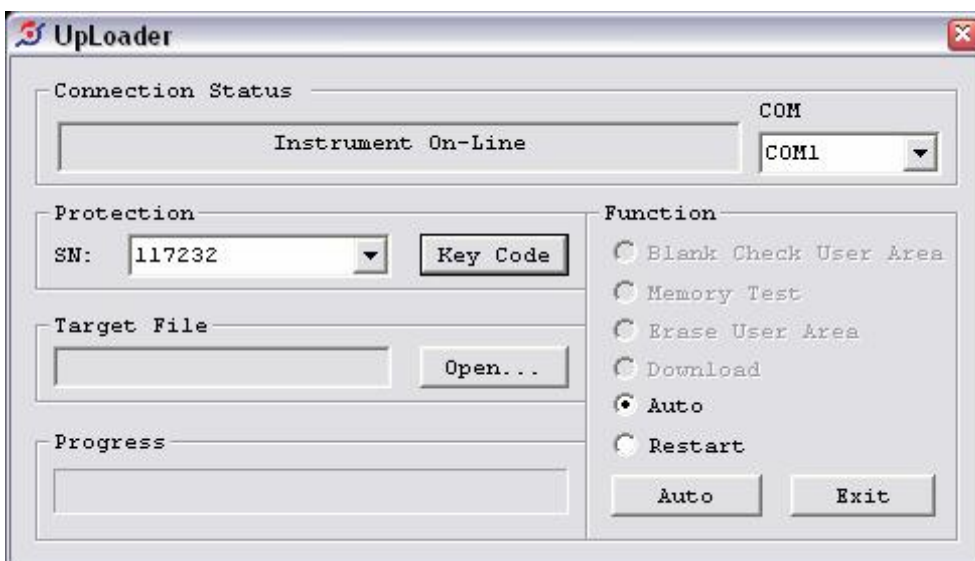 UpLoader
Connection Status
Instrument On-Line
COM
COM1
Protection
SN:
117232
Key Code
Target File
Open...
Progress
Function
Blank Check User Area
Memory Test
Erase User Area
Download
Auto
Restart
Auto
Exit